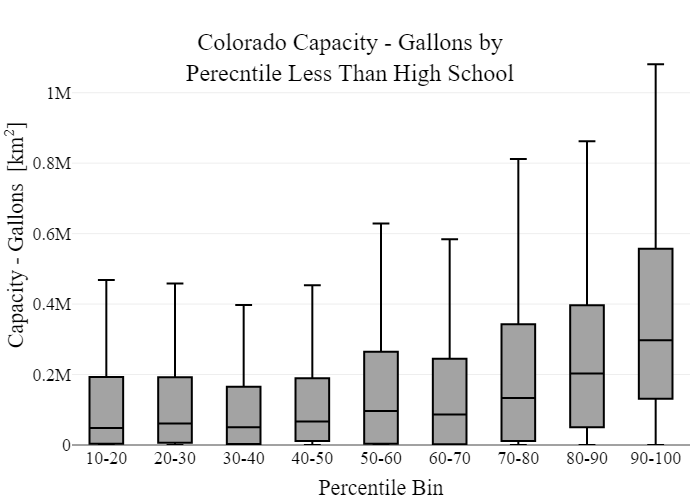 Colorado Capacity - Gallons by
Perecntile Less Than High School
Capacity - Gallons [km²]
1M
0.8M
0.6M
0.4M
0.2M
0
10-20 20-30 30-40 40-50 50-60 60-70 70-80 80-90 90-100
Percentile Bin